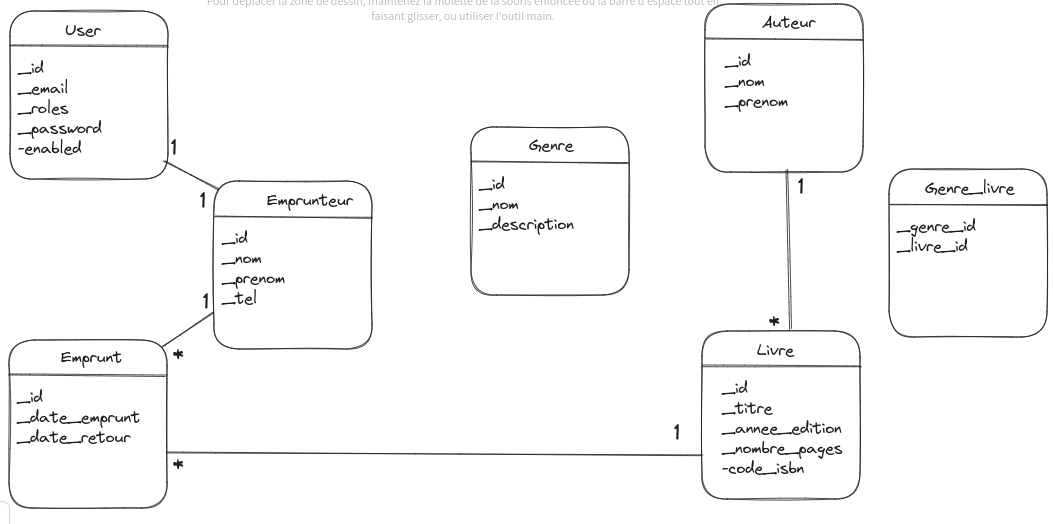 Pour déplacer la zone de dessin, maintenez la molette de la souris enfoncée ou la barre d'espace tout en
faisant glisser, ou utiliser l'outil main.
User
_id
_email
_roles
_password
-enabled
1
1
Emprunteur
_id
_nom
_prenom
_tel
1
*
Emprunt
_id
_date_emprunt
_date_retour
*
1
Genre
_id
_nom
_description
Auteur
_id
_nom
_prenom
1
*
Livre
_id
_titre
_annee_edition
_nombre_pages
-code_isbn
Genre_livre
_genre_id
_livre_id